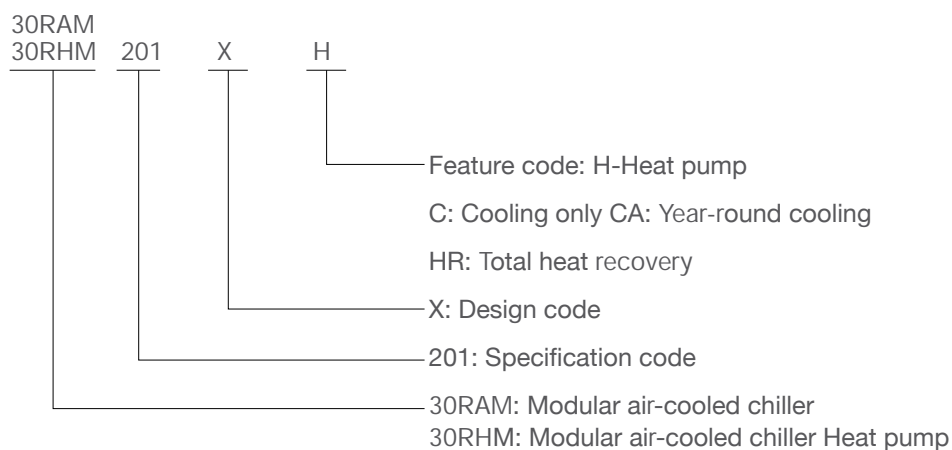 30RAM
30RHM 201 X H
Feature code: H-Heat pump
C: Cooling only CA: Year-round cooling
HR: Total heat recovery
X: Design code
201: Specification code
30RAM: Modular air-cooled chiller
30RHM: Modular air-cooled chiller Heat pump